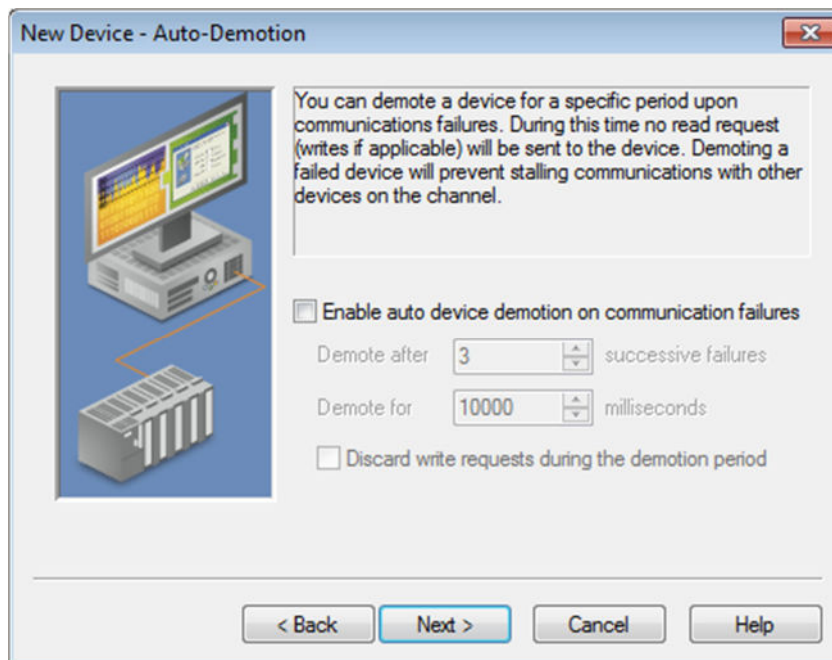 New Device - Auto-Demotion
You can demote a device for a specific period upon
communications failures. During this time no read request
(writes if applicable) will be sent to the device. Demoting a
failed device will prevent stalling communications with other
devices on the channel.
Enable auto device demotion on communication failures
Demote after 3 successive failures
Demote for 10000 milliseconds
Discard write requests during the demotion period
< Back Next > Cancel Help